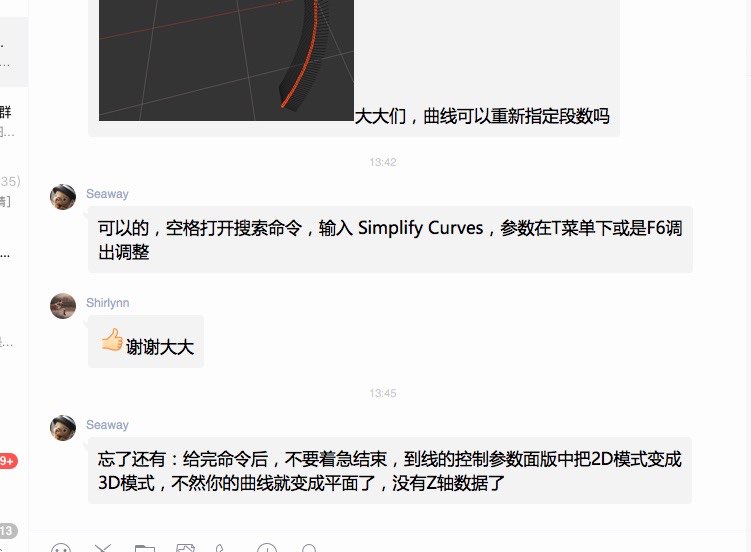 群
35)
大大们，曲线可以重新指定段数吗
13:42
Seaway
可以的，空格打开搜索命令，输入 Simplify Curves，参数在T菜单下或是F6调
出调整
Shirlynn
谢谢大大
13:45
Seaway
忘了还有：给完命令后，不要着急结束，到线的控制参数面版中把2D模式变成
3D模式，不然你的曲线就变成平面了，没有Z轴数据了
9+
13